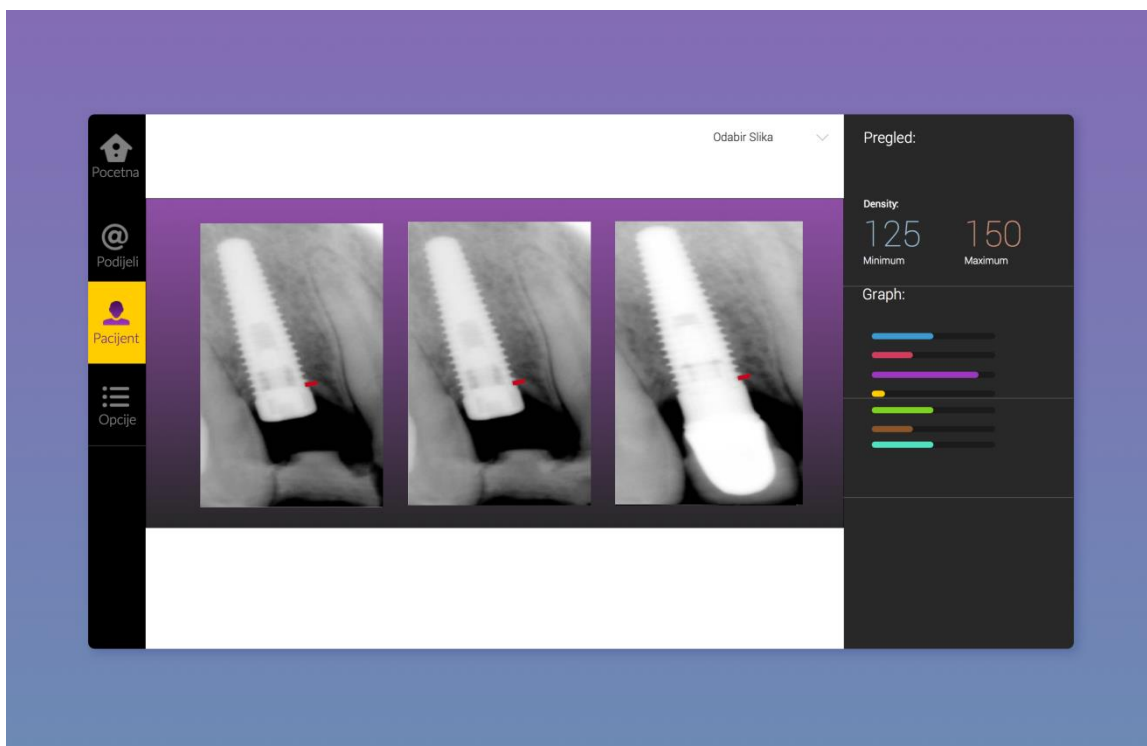 Pocetna
Podijeli
Pacijent
Opcije
Odabir Slika
Pregled:
Density:
125 150
Minimum Maximum
Graph: